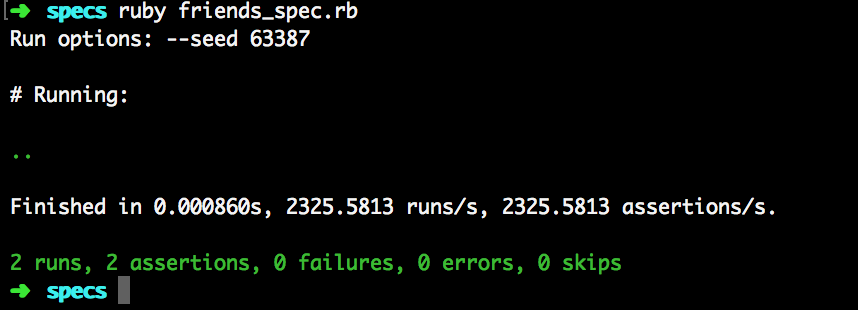 ➜ specs ruby friends_spec.rb
Run options: --seed 63387
# Running:
..
Finished in 0.000860s, 2325.5813 runs/s, 2325.5813 assertions/s.
2 runs, 2 assertions, 0 failures, 0 errors, 0 skips
➜ specs